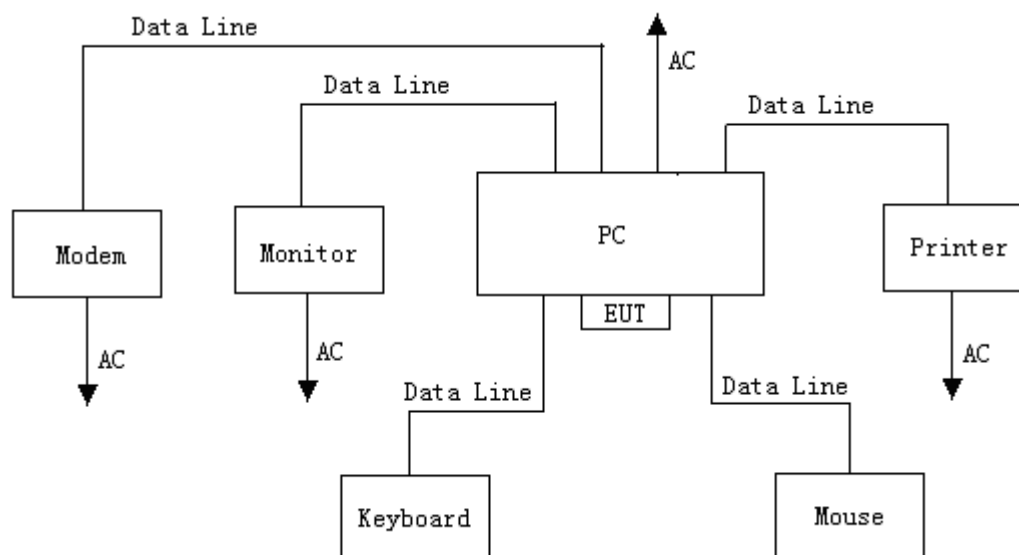 Data Line
AC
Data Line
Data Line
PC
Modem
Monitor
Printer
EUT
AC
AC
AC
Data Line
Data Line
Keyboard
Mouse